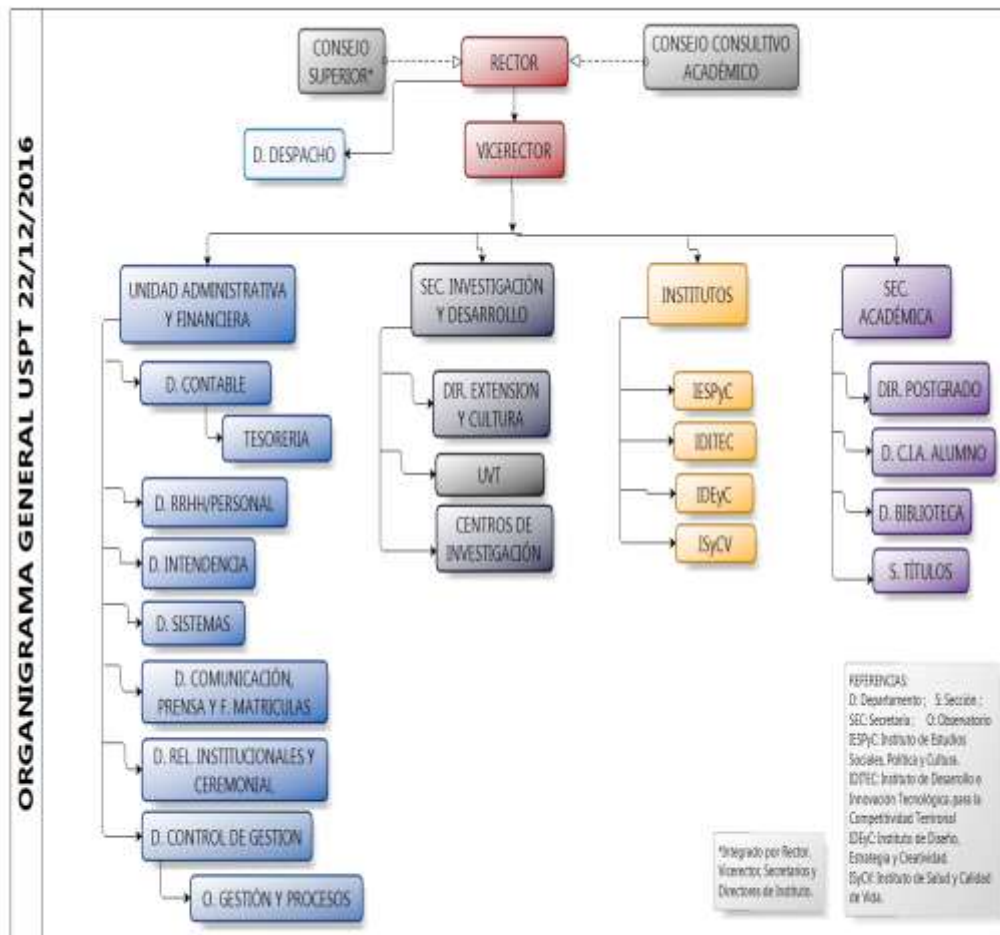 ORGANIGRAMA GENERAL USPT 22/12/2016
CONSEJO
SUPERIOR*
RECTOR
CONSEJO CONSULTIVO
ACADÉMICO
D. DESPACHO
VICERECTOR
UNIDAD ADMINISTRATIVA
Y FINANCIERA
D. CONTABLE
TESORERIA
D. RRHH/PERSONAL
D. INTENDENCIA
D. SISTEMAS
D. COMUNICACIÓN,
PRENSA Y F. MATRICULAS
D. REL. INSTITUCIONALES Y
CEREMONIAL
D. CONTROL DE GESTION
O. GESTIÓN Y PROCESOS
SEC. INVESTIGACIÓN
Y DESARROLLO
DIR. EXTENSION
Y CULTURA
UVT
CENTROS DE
INVESTIGACIÓN
INSTITUTOS
IESPyC
IDITEC
IDEyC
ISyCV
SEC.
ACADÉMICA
DIR. POSTGRADO
D. C.I.A. ALUMNO
D. BIBLIOTECA
S. TÍTULOS
*Integrado por Rector,
Vicerector, Secretarios y
Directores de Instituto.
REFERENCIAS:
D: Departamento ; S: Sección ;
SEC: Secretaría ; O: Observatorio
IESPyC: Instituto de Estudios
Sociales, Política y Cultura.
IDITEC: Instituto de Desarrollo e
Innovación Tecnológica para la
Competitividad Territorial
IDEyC: Instituto de Diseño,
Estrategia y Creatividad.
ISyCV: Instituto de Salud y Calidad
de Vida.